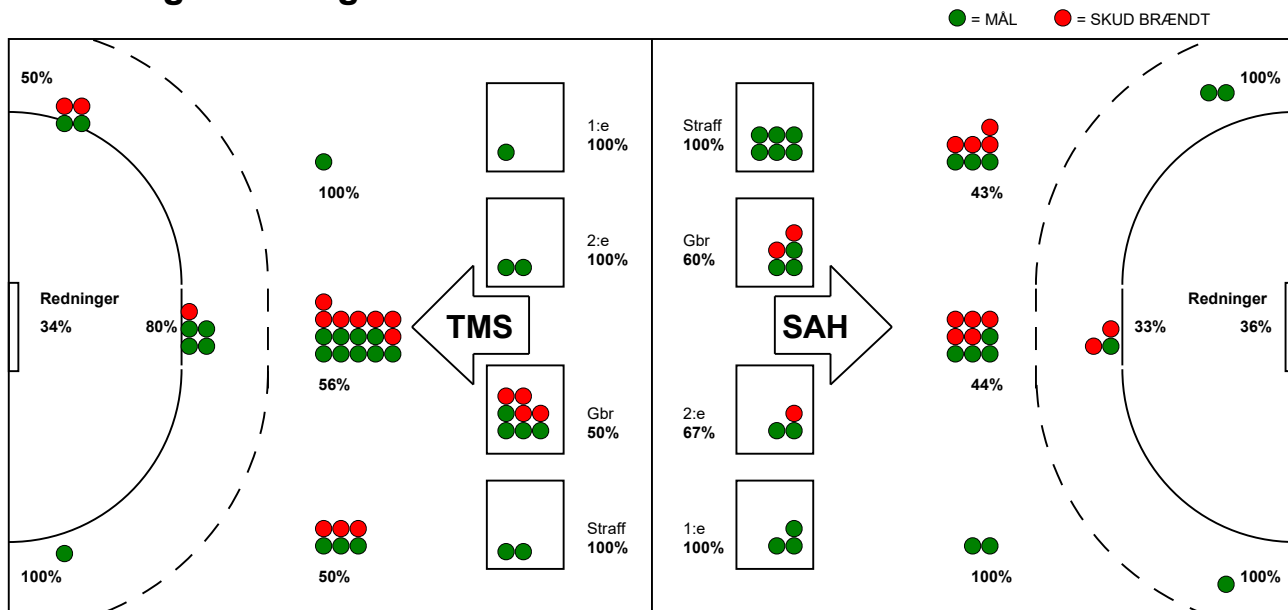 = MÅL
= SKUD BRÆNDT
50%
100%
1:e
100%
2:e
100%
Redninger
34%
80%
56%
TMS
Gbr
50%
50%
Straff
100%
100%
Straff
100%
43%
100%
Gbr
60%
SAH
44%
33%
Redninger
36%
2:e
67%
1:e
100%
100%
100%